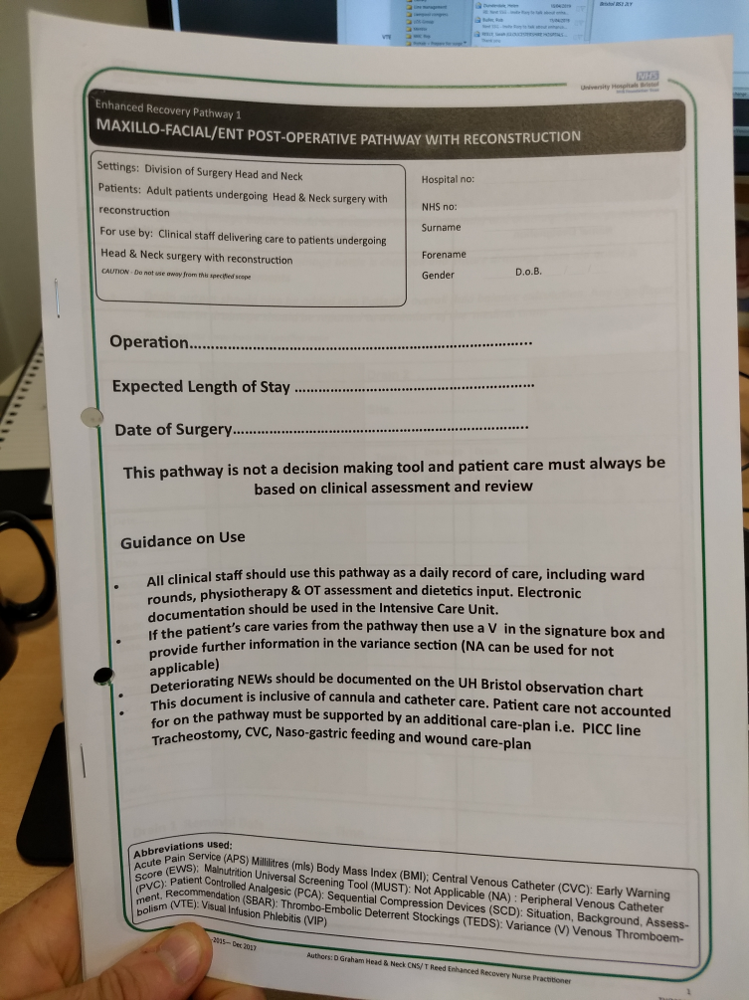 VTE
Bristol BS1 2LY
NHS
University Hospitals Bristol
NHS Foundation Trust
Enhanced Recovery Pathway 1
MAXILLO-FACIAL/ENT POST-OPERATIVE PATHWAY WITH RECONSTRUCTION
Settings: Division of Surgery Head and Neck
Patients: Adult patients undergoing Head & Neck surgery with
reconstruction
For use by: Clinical staff delivering care to patients undergoing
Head & Neck surgery with reconstruction
CAUTION - Do not use away from this specified scope
Hospital no:
NHS no:
Surname
Forename
Gender D.o.B.
Operation..............................................................................
Expected Length of Stay .......................................................
Date of Surgery....................................................................
This pathway is not a decision making tool and patient care must always be
based on clinical assessment and review
Guidance on Use
• All clinical staff should use this pathway as a daily record of care, including ward
rounds, physiotherapy & OT assessment and dietetics input. Electronic
documentation should be used in the Intensive Care Unit.
• If the patient's care varies from the pathway then use a V in the signature box and
provide further information in the variance section (NA can be used for not
applicable)
• Deteriorating NEWs should be documented on the UH Bristol observation chart
• This document is inclusive of cannula and catheter care. Patient care not accounted
for on the pathway must be supported by an additional care-plan i.e. PICC line
Tracheostomy, CVC, Naso-gastric feeding and wound care-plan
Abbreviations used:
Acute Pain Service (APS) Millilitres (mls) Body Mass Index (BMI); Central Venous Catheter (CVC): Early Warning
Score (EWS); Malnutrition Universal Screening Tool (MUST): Not Applicable (NA) : Peripheral Venous Catheter
(PVC): Patient Controlled Analgesic (PCA): Sequential Compression Devices (SCD): Situation, Background, Assess-
ment, Recommendation (SBAR): Thrombo-Embolic Deterrent Stockings (TEDS): Variance (V) Venous Thromboem-
bolism (VTE): Visual Infusion Phlebitis (VIP)
-2015— Dec 2017
Authors: D Graham Head & Neck CNS/ T Reed Enhanced Recovery Nurse Practitioner
1